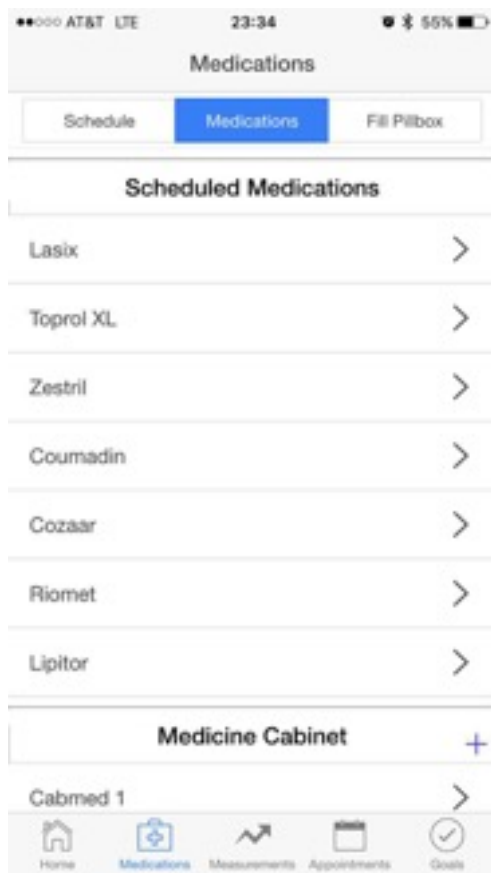 AT&T LTE 23:34 55%
Medications
Schedule Medications Fill Pillbox
Scheduled Medications
Lasix
Toprol XL
Zestril
Coumadin
Cozaar
Riomet
Lipitor
Medicine Cabinet +
Cabmed 1
Home Medications Measurements Appointments Goals